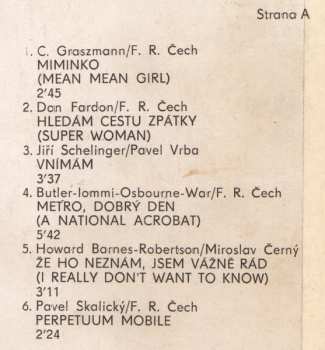 Strana A
1. C. Graszmann/F. R. Čech
MIMINKO
(MEAN MEAN GIRL)
2'45
2. Don Fardon/F. R. Čech
HLEDÁM CESTU ZPÁTKY
(SUPER WOMAN)
3. Jiří Schelinger/Pavel Vrba
VNÍMÁM
3'37
4. Butler-Iommi-Osbourne-War/F. R. Čech
METRO, DOBRÝ DEN
(A NATIONAL ACROBAT)
5'42
5. Howard Barnes-Robertson/Miroslav Černý
ŽE HO NEZNÁM, JSEM VÁŽNĚ RÁD
(I REALLY DON'T WANT TO KNOW)
3'11
6. Pavel Skalický/F. R. Čech
PERPETUUM MOBILE
2'24